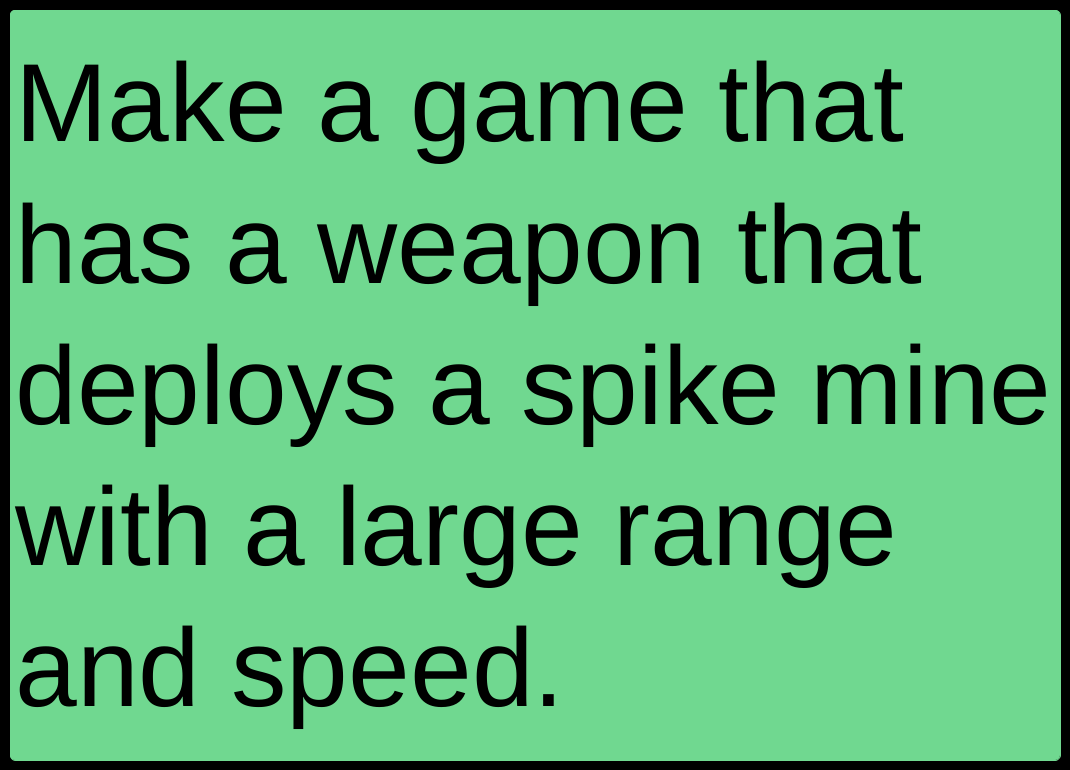 Make a game that
has a weapon that
deploys a spike mine
with a large range
and speed.